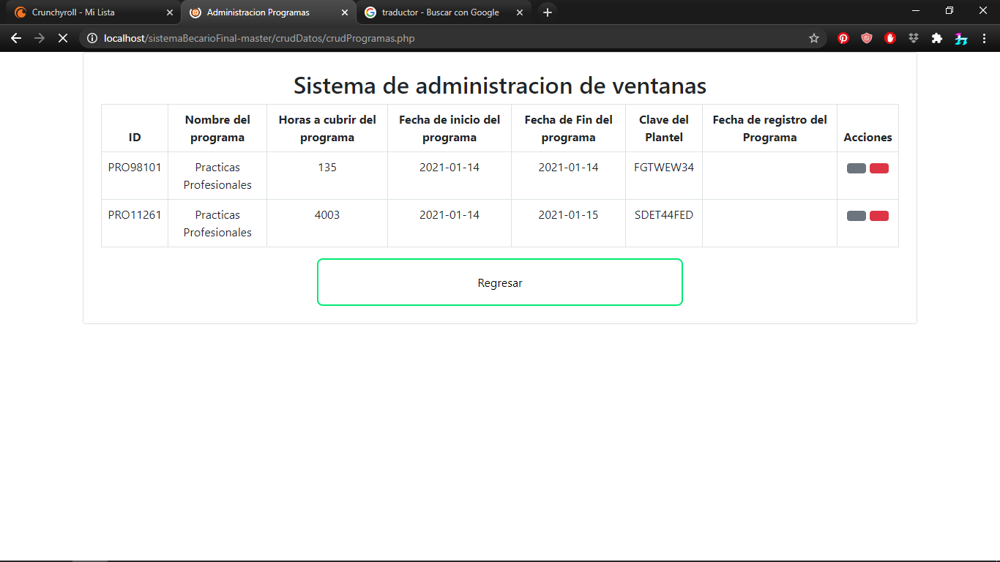 Crunchyroll - Mi Lista
Administracion Programas
traductor - Buscar con Google
localhost/sistemaBecarioFinal-master/crudDatos/crudProgramas.php
Sistema de administracion de ventanas
ID
Nombre del
programa
Horas a cubrir del
programa
Fecha de inicio del
programa
Fecha de Fin del
programa
Clave del
Plantel
Fecha de registro del
Programa
Acciones
PRO98101
Practicas
Profesionales
135
2021-01-14
2021-01-14
FGTWEW34
PRO11261
Practicas
Profesionales
4003
2021-01-14
2021-01-15
SDET44FED
Regresar